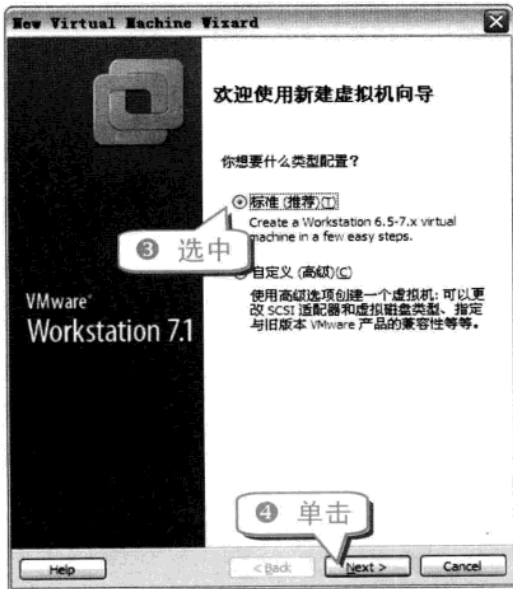 New Virtual Machine Wizard
欢迎使用新建虚拟机向导
你想要什么类型配置？
标准 (推荐)(T)
Create a Workstation 6.5-7.x virtual
machine in a few easy steps.
❸ 选中
自定义 (高级)(C)
使用高级选项创建一个虚拟机: 可以更
改 SCSI 适配器和虚拟磁盘类型、指定
与旧版本 VMware 产品的兼容性等等。
VMware
Workstation 7.1
❹ 单击
Help
< Back
Next >
Cancel